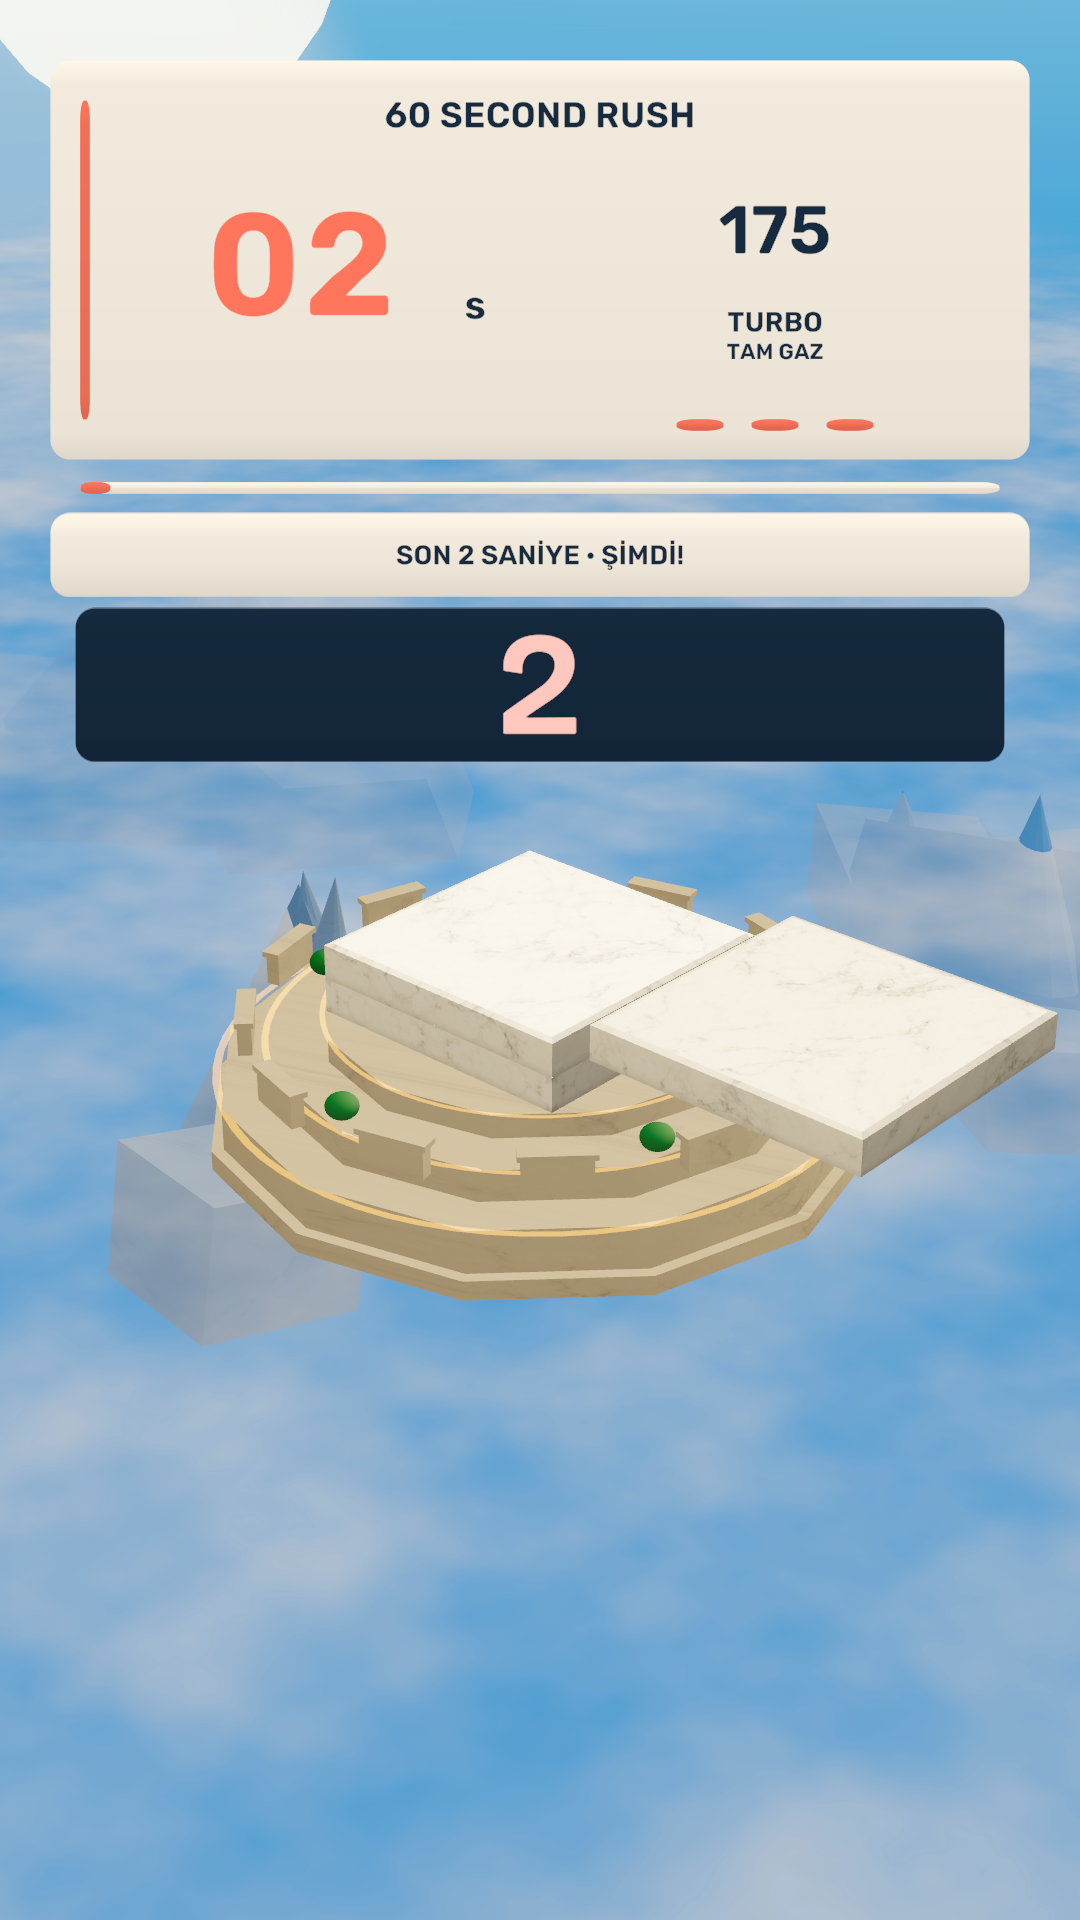 60 SECOND RUSH
02 s
175
TURBO
TAM GAZ
SON 2 SANİYE • ŞİMDİ!
2